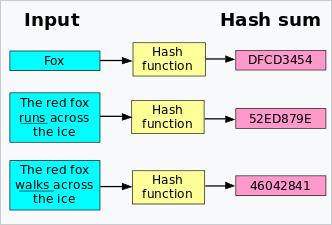 Input
Hash sum
Fox
Hash
function
DFCD3454
The red fox
runs across
the ice
Hash
function
52ED879E
The red fox
walks across
the ice
Hash
function
46042841